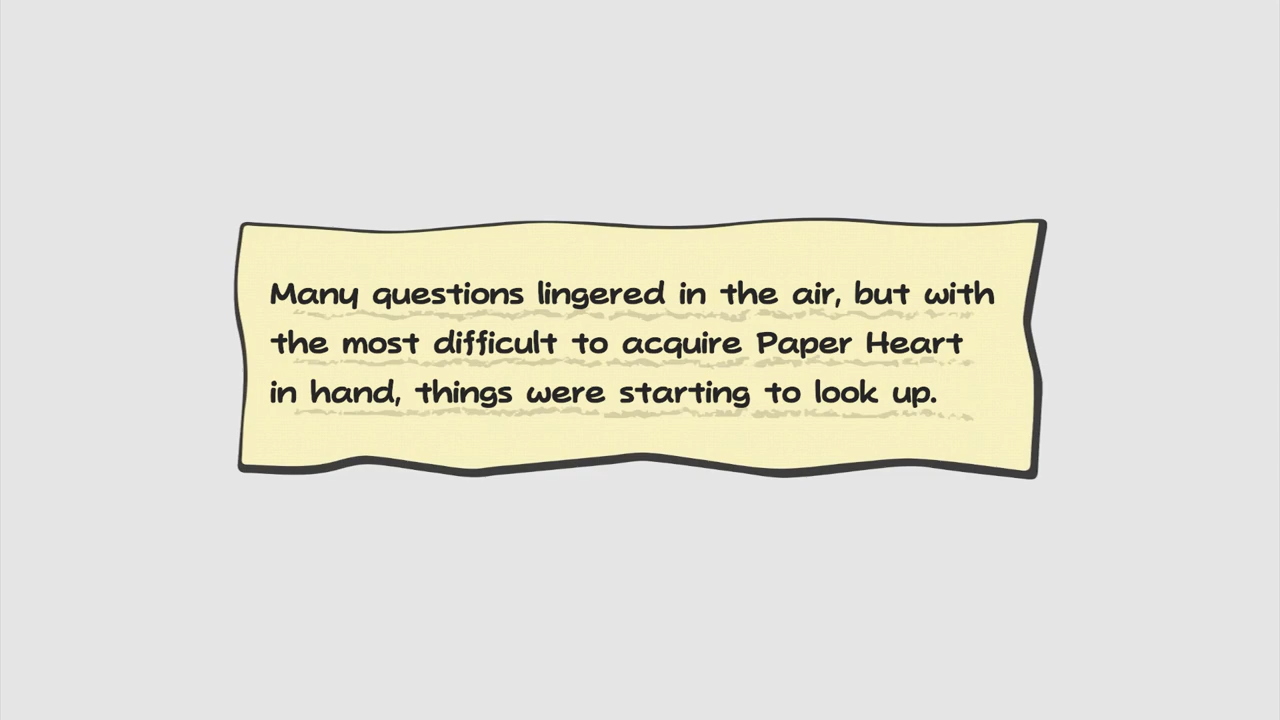 Many questions lingered in the air, but with
the most difficult to acquire Paper Heart
in hand, things were starting to look up.